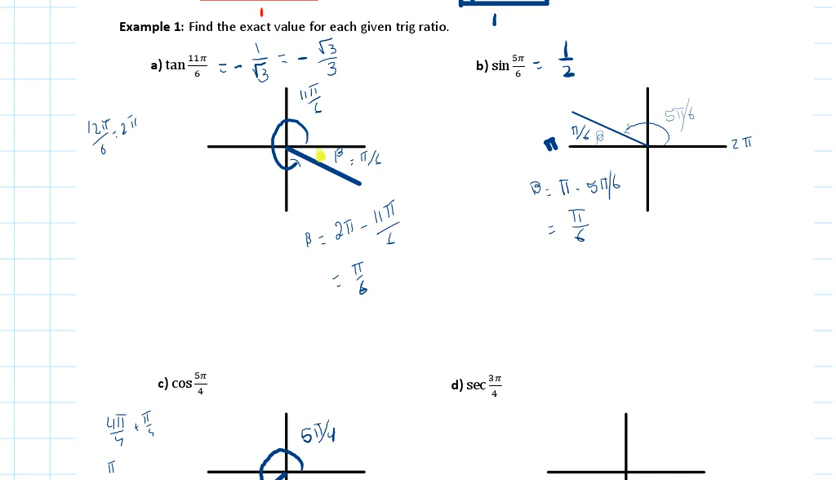 1
1
Example 1: Find the exact value for each given trig ratio.
a) tan 11π/6 = - 1/√3 = - √3/3
b) sin 5π/6 = 1/2
11π/6
12π/6 = 2π
β = π/6
β = 2π - 11π/6
= π/6
5π/6
π/6 β
π
2π
β = π - 5π/6
= π/6
c) cos 5π/4
d) sec 3π/4
4π/4 + π/4
π
5π/4